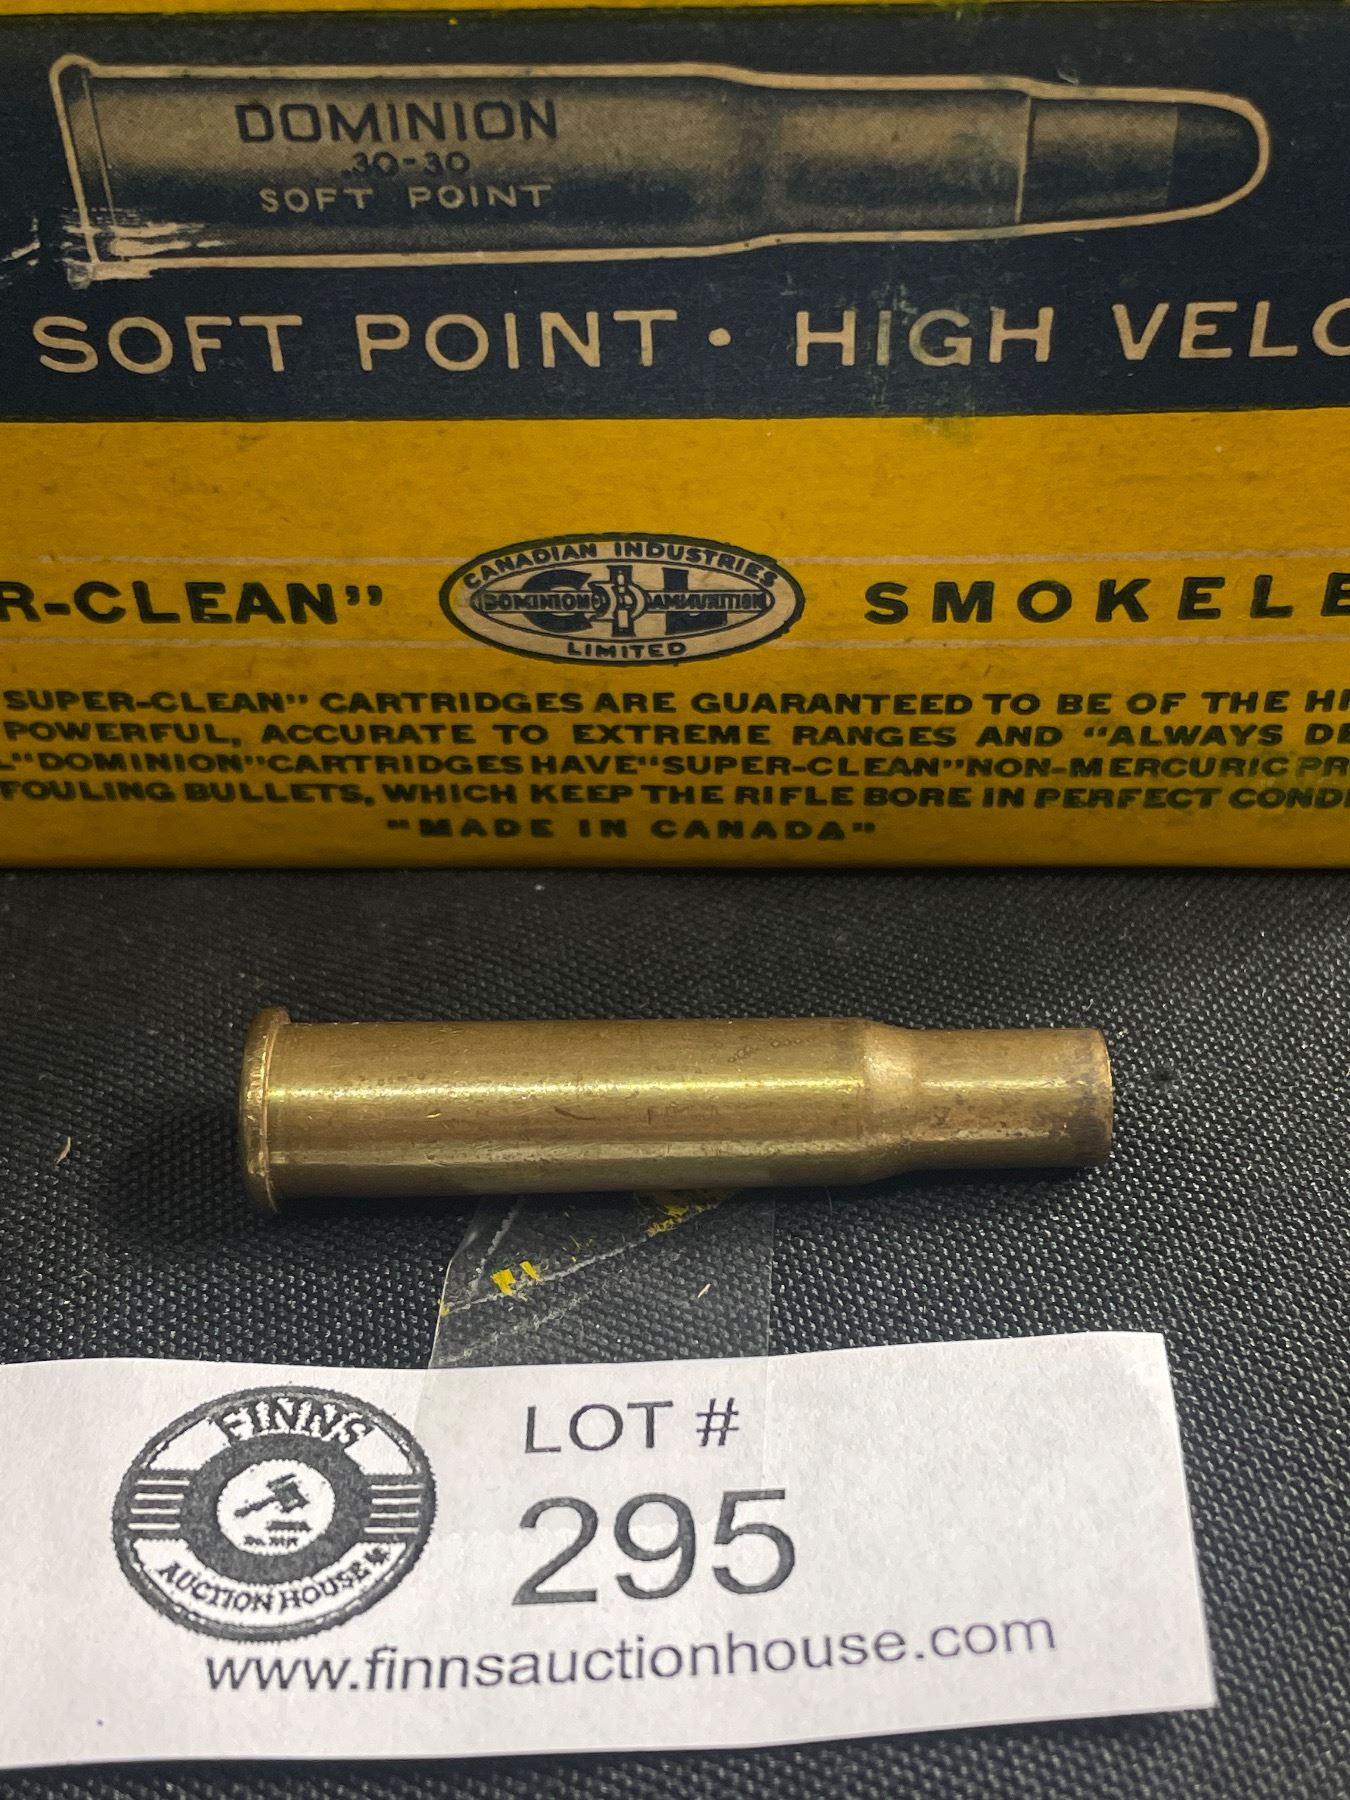 DOMINION
.30-30
SOFT POINT
SOFT POINT · HIGH VELO
R-CLEAN"
CANADIAN INDUSTRIES
CIL
DOMINION AMMUNITION
LIMITED
SMOKELE
SUPER-CLEAN" CARTRIDGES ARE GUARANTEED TO BE OF THE HI
POWERFUL, ACCURATE TO EXTREME RANGES AND "ALWAYS DE
L "DOMINION" CARTRIDGES HAVE "SUPER-CLEAN" NON-MERCURIC PR
FOULING BULLETS, WHICH KEEP THE RIFLE BORE IN PERFECT CONDI
"MADE IN CANADA"
FINNS
AUCTION HOUSE
LOT #
295
www.finnsauctionhouse.com